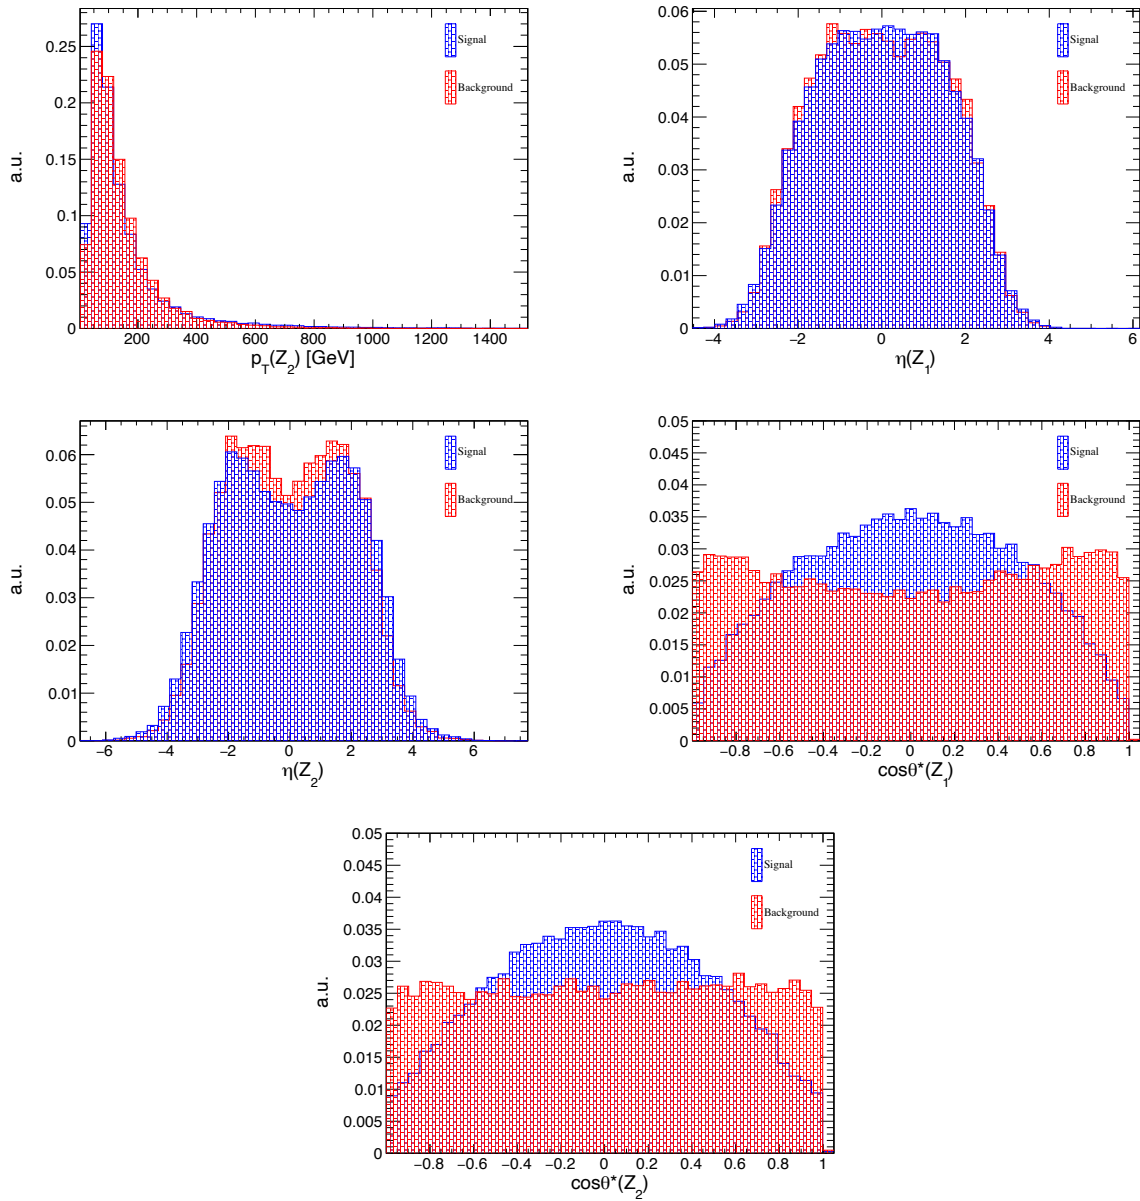 0.25
0.2
0.15
0.1
0.05
0
a.u.
Signal
Background
200 400 600 800 1000 1200 1400
p_T(Z_2) [GeV]
0.06
0.05
0.04
0.03
0.02
0.01
0
a.u.
Signal
Background
−4 −2 0 2 4 6
η(Z_1)
0.06
0.05
0.04
0.03
0.02
0.01
0
a.u.
Signal
Background
−6 −4 −2 0 2 4 6
η(Z_2)
0.05
0.045
0.04
0.035
0.03
0.025
0.02
0.015
0.01
0.005
0
a.u.
Signal
Background
−0.8 −0.6 −0.4 −0.2 0 0.2 0.4 0.6 0.8 1
cosθ*(Z_1)
0.05
0.045
0.04
0.035
0.03
0.025
0.02
0.015
0.01
0.005
0
a.u.
Signal
Background
−0.8 −0.6 −0.4 −0.2 0 0.2 0.4 0.6 0.8 1
cosθ*(Z_2)